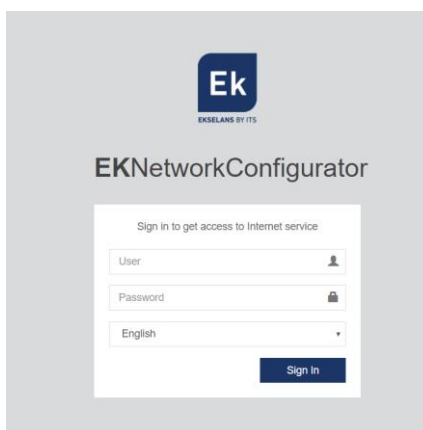 Ek
EKSELANS BY ITS
EKNetworkConfigurator
Sign in to get access to Internet service
User
Password
English
Sign In